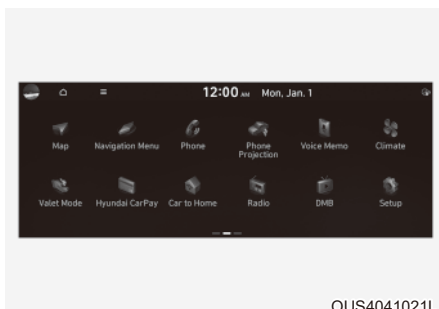 12:00 AM Mon, Jan. 1
Map Navigation Menu Phone Phone Projection Voice Memo Climate
Valet Mode Hyundai CarPay Car to Home Radio DMB Setup
OUS4041021L